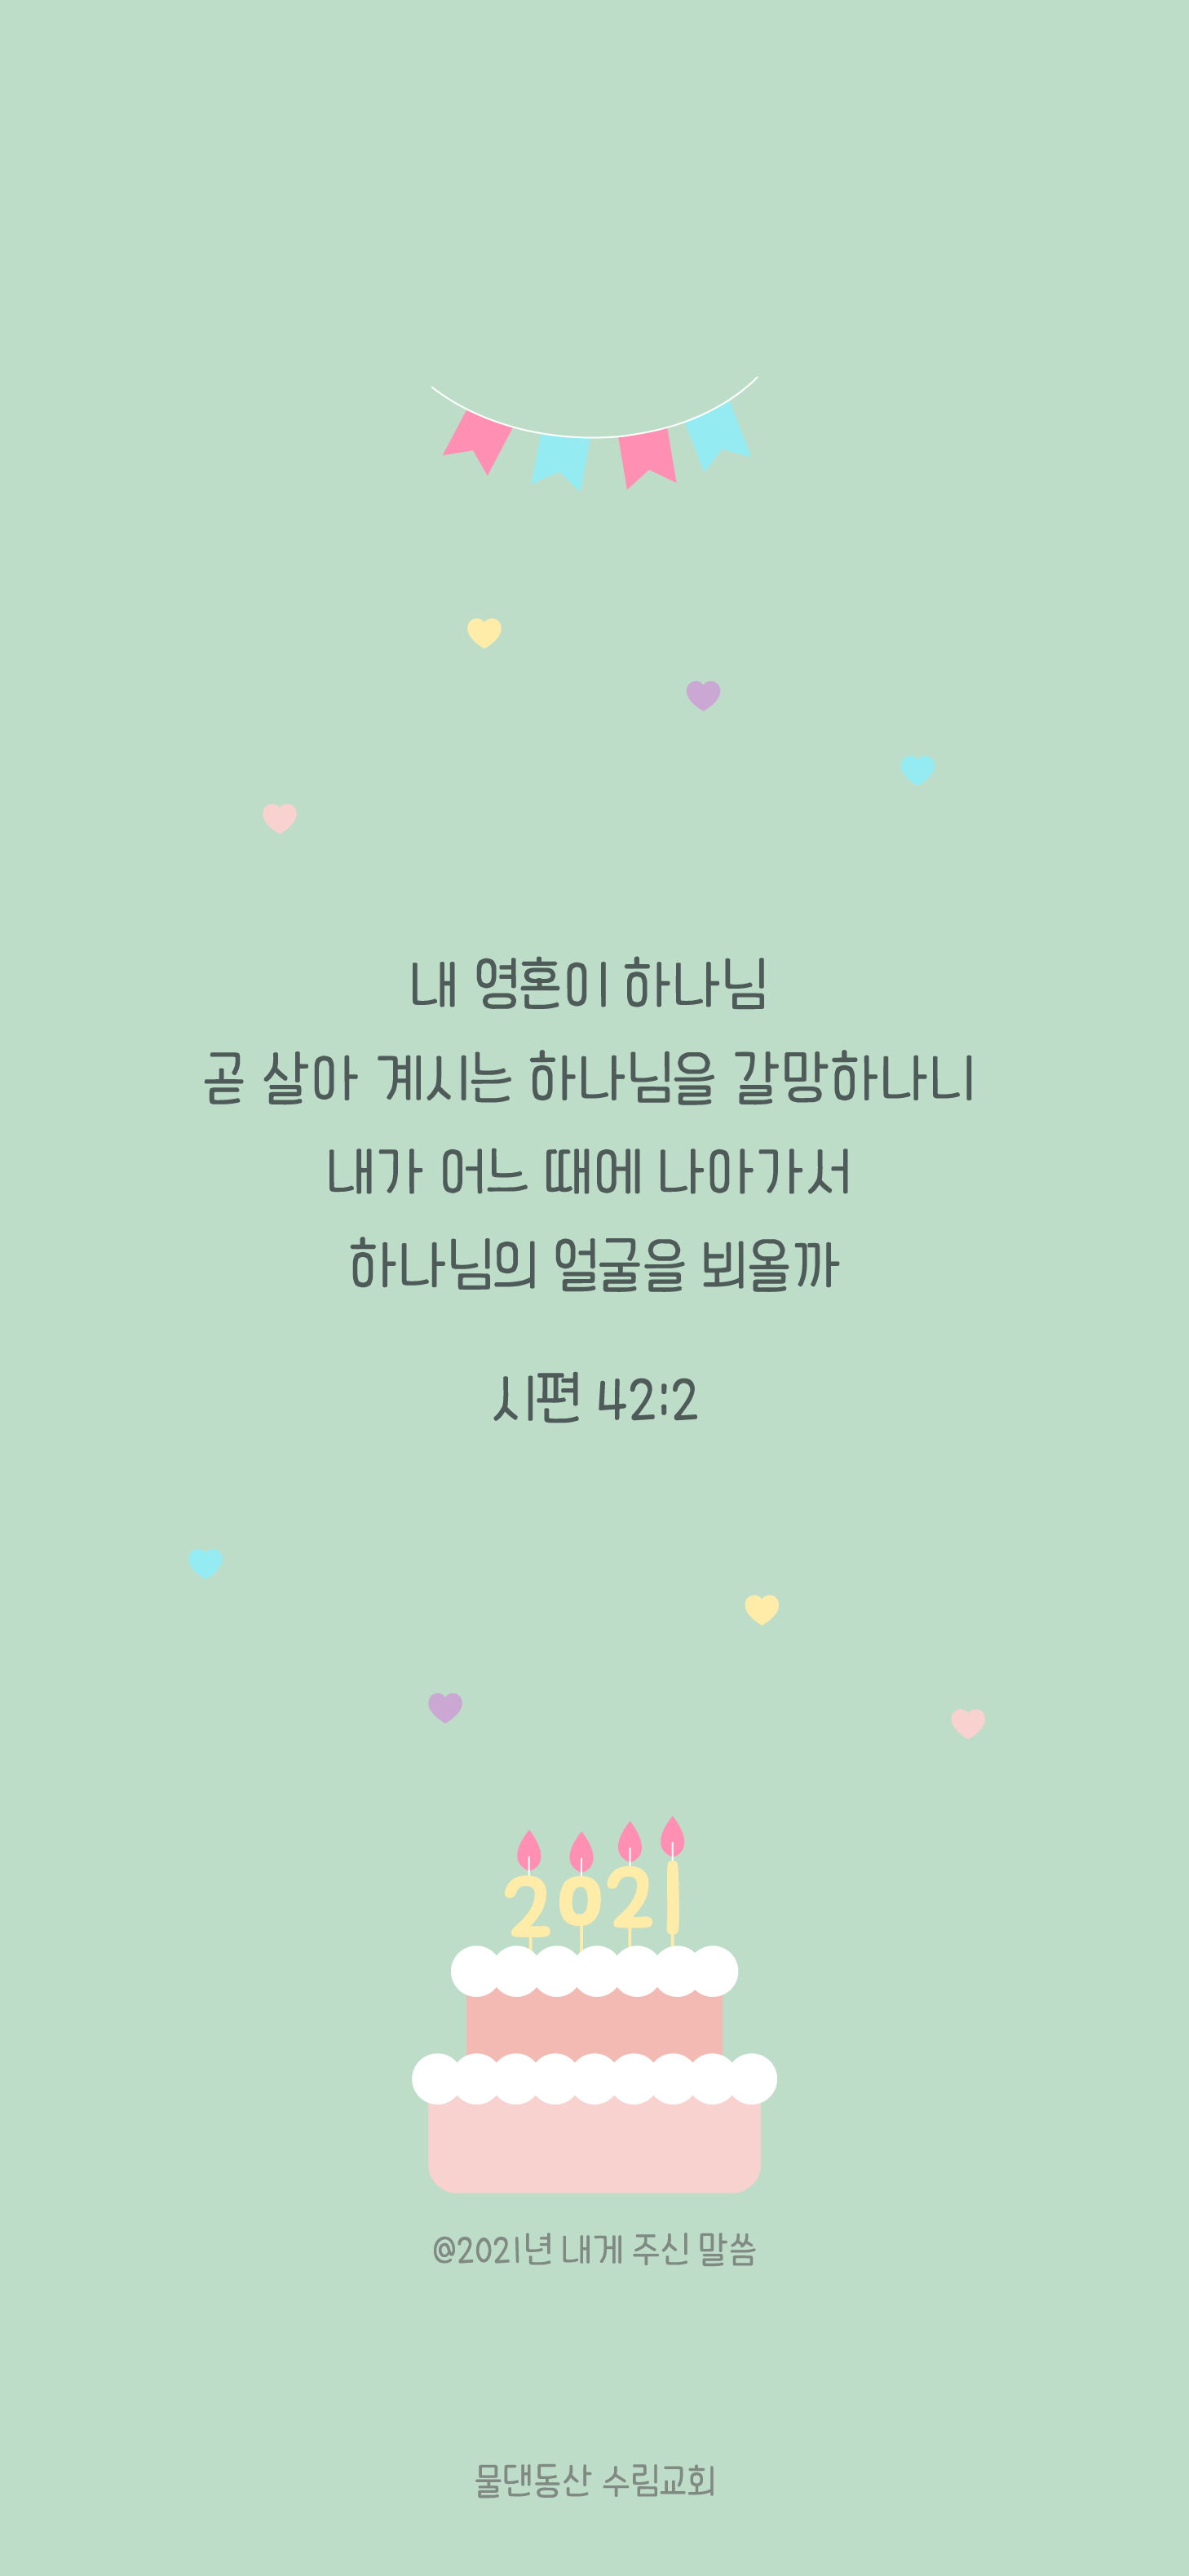 내 영혼이 하나님
곧 살아 계시는 하나님을 갈망하나니
내가 어느 때에 나아가서
하나님의 얼굴을 뵈올까
시편 42:2
2021
@2021년 내게 주신 말씀
물댄동산 수림교회